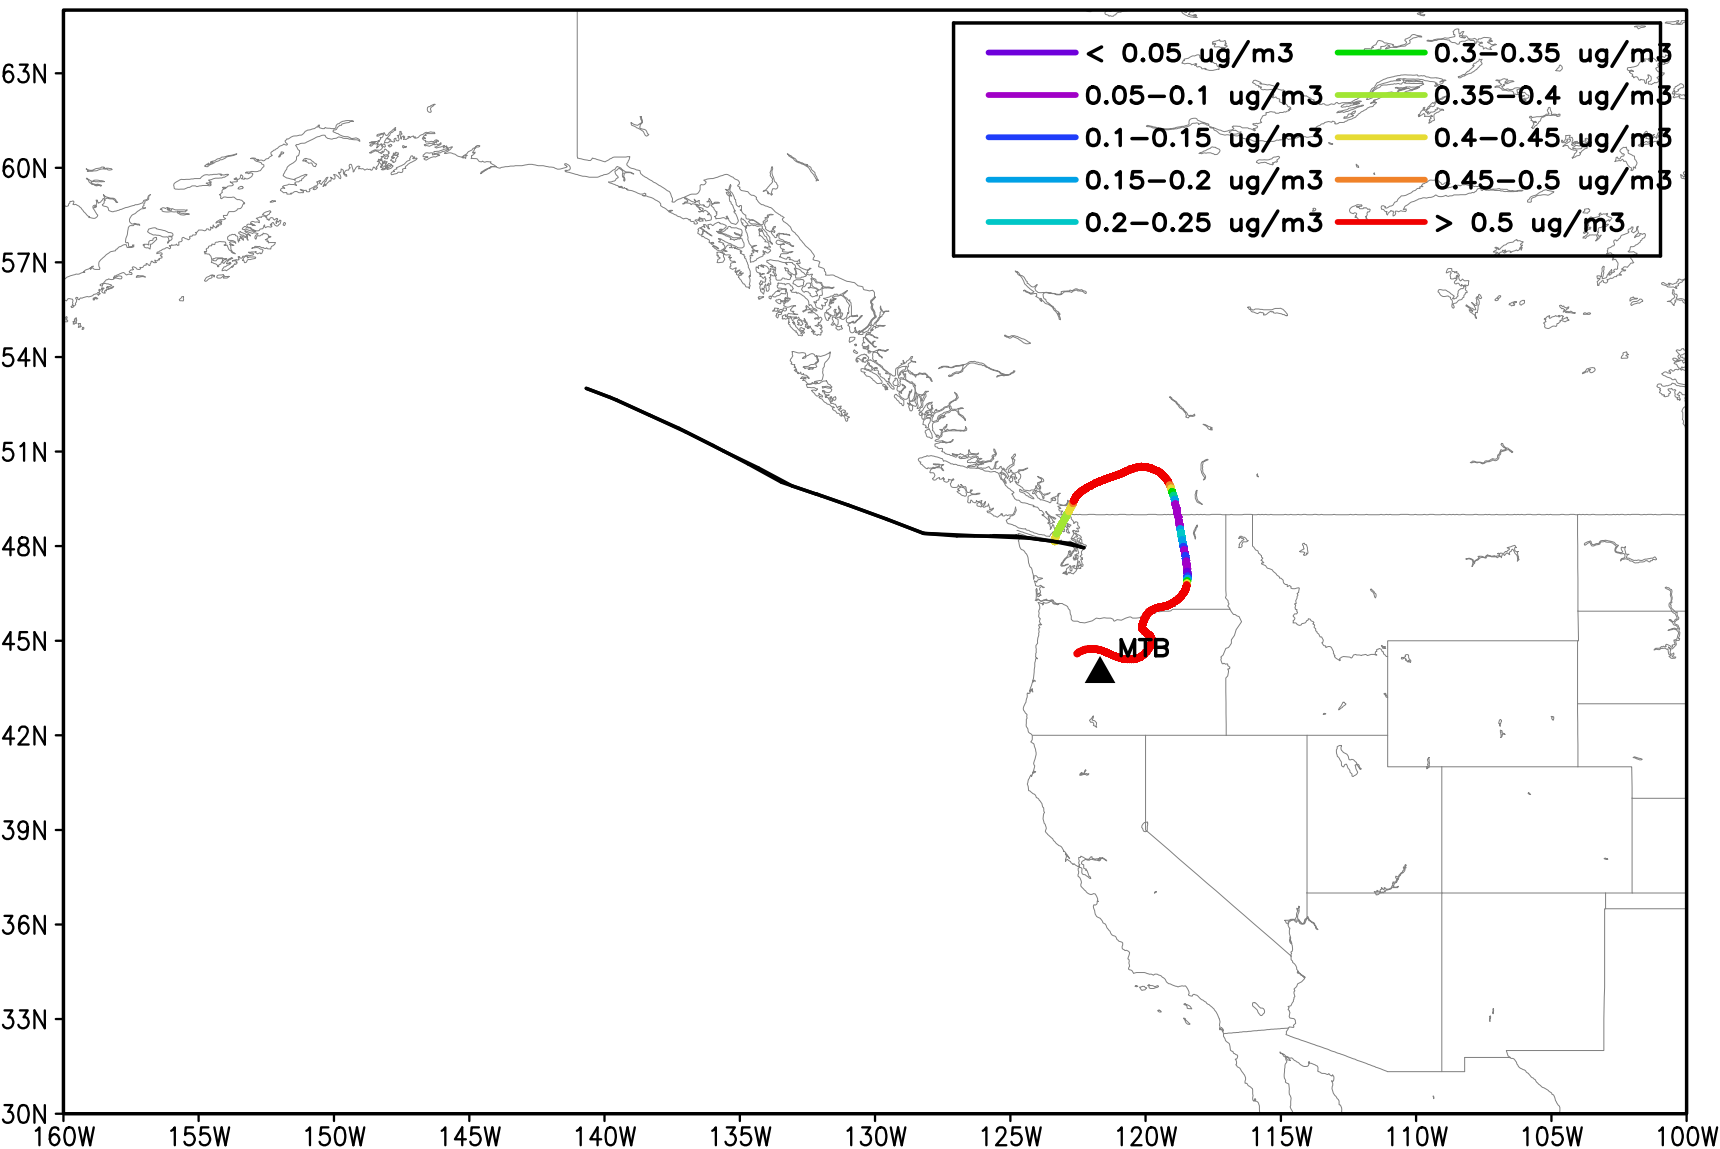 < 0.05 ug/m3
0.05-0.1 ug/m3
0.1-0.15 ug/m3
0.15-0.2 ug/m3
0.2-0.25 ug/m3
0.3-0.35 ug/m3
0.35-0.4 ug/m3
0.4-0.45 ug/m3
0.45-0.5 ug/m3
> 0.5 ug/m3
63N
60N
57N
54N
51N
48N
45N
42N
39N
36N
33N
30N
MTB
160W 155W 150W 145W 140W 135W 130W 125W 120W 115W 110W 105W 100W